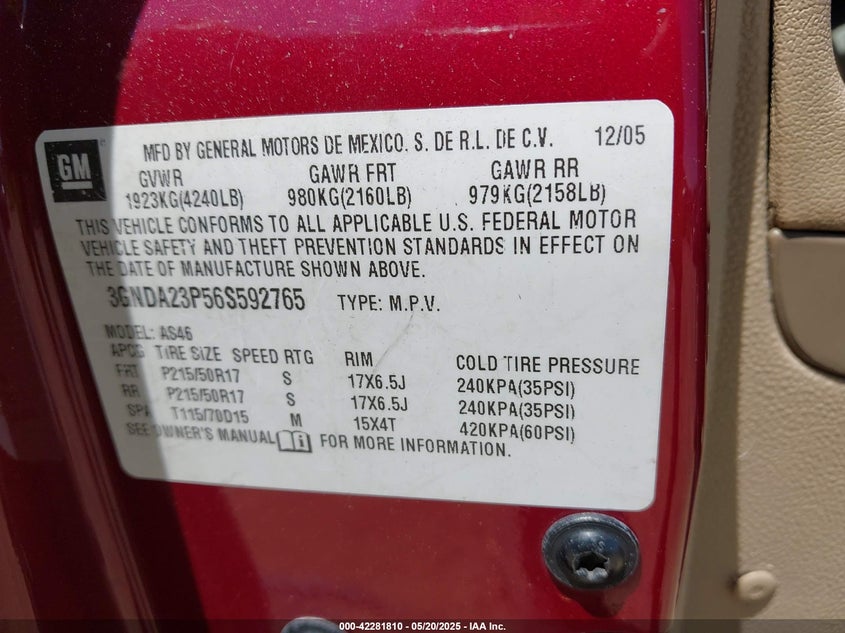 GM
MFD BY GENERAL MOTORS DE MEXICO. S. DE R.L. DE C.V. 12/05
GVWR GAWR FRT GAWR RR
1923KG(4240LB) 980KG(2160LB) 979KG(2158LB)
THIS VEHICLE CONFORMS TO ALL APPLICABLE U.S. FEDERAL MOTOR
VEHICLE SAFETY AND THEFT PREVENTION STANDARDS IN EFFECT ON
THE DATE OF MANUFACTURE SHOWN ABOVE.
3GNDA23P56S592765 TYPE: M.P.V.
MODEL: AS46
APCG TIRE SIZE SPEED RTG RIM COLD TIRE PRESSURE
FRT P215/50R17 S 17X6.5J 240KPA(35PSI)
RR P215/50R17 S 17X6.5J 240KPA(35PSI)
SPA T115/70D15 M 15X4T 420KPA(60PSI)
SEE OWNER'S MANUAL FOR MORE INFORMATION.
000-42281810 - 05/20/2025 - IAA Inc.